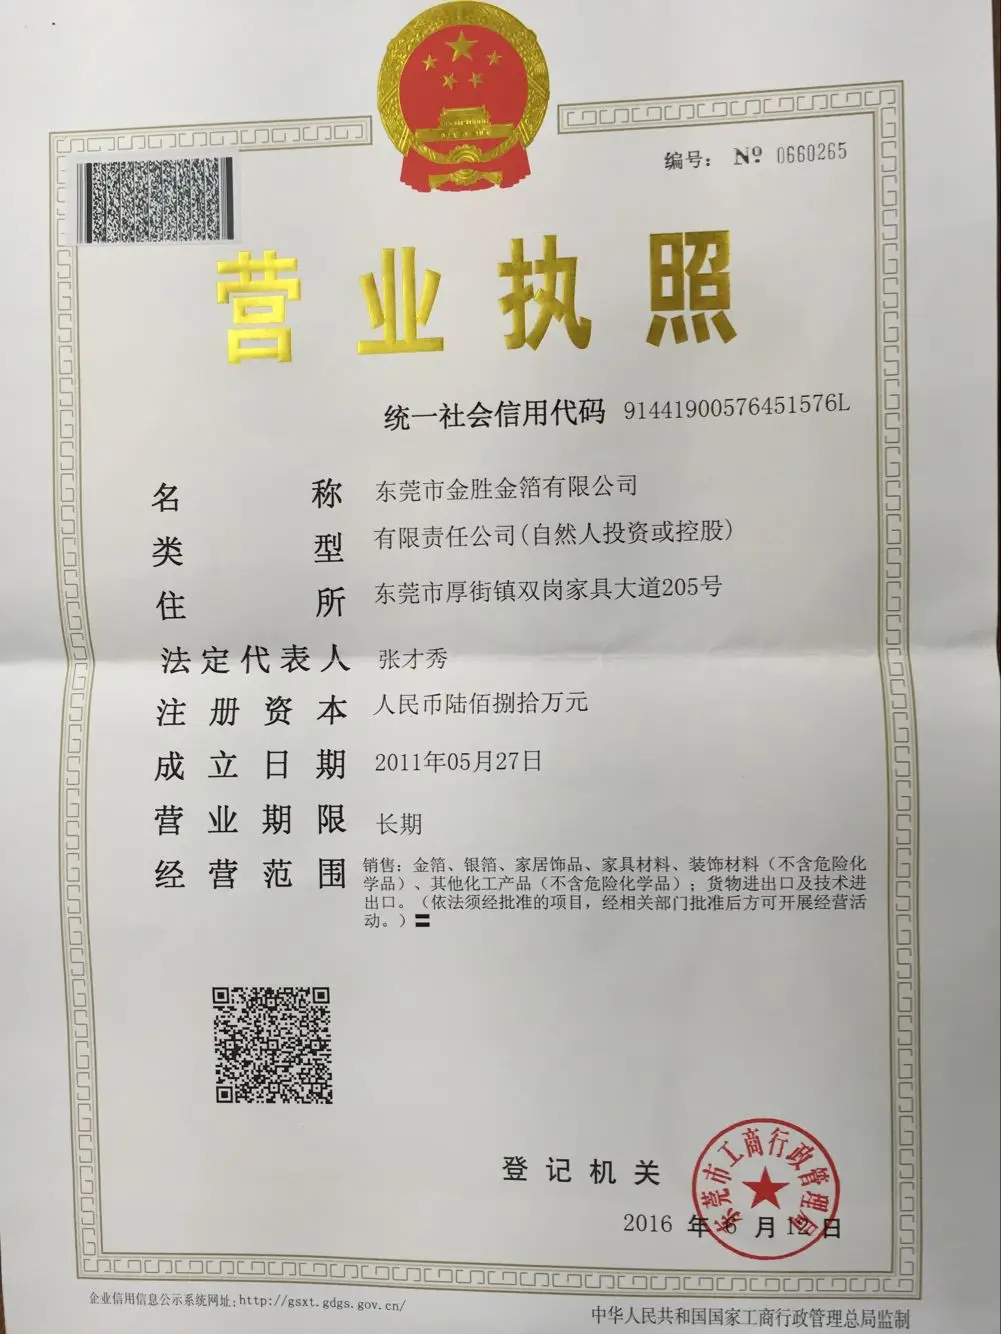 编号： Nº 0660265
营业执照
统一社会信用代码 91441900576451576L
名称 东莞市金胜金箔有限公司
类型 有限责任公司(自然人投资或控股)
住所 东莞市厚街镇双岗家具大道205号
法定代表人 张才秀
注册资本 人民币陆佰捌拾万元
成立日期 2011年05月27日
营业期限 长期
经营范围 销售：金箔、银箔、家居饰品、家具材料、装饰材料（不含危险化
学品）、其他化工产品（不含危险化学品）；货物进出口及技术进
出口。（依法须经批准的项目，经相关部门批准后方可开展经营活
动。）〓
登记机关
东莞市工商行政管理局
2016 年 6 月 12 日
企业信用信息公示系统网址：http://gsxt.gdgs.gov.cn/
中华人民共和国国家工商行政管理总局监制